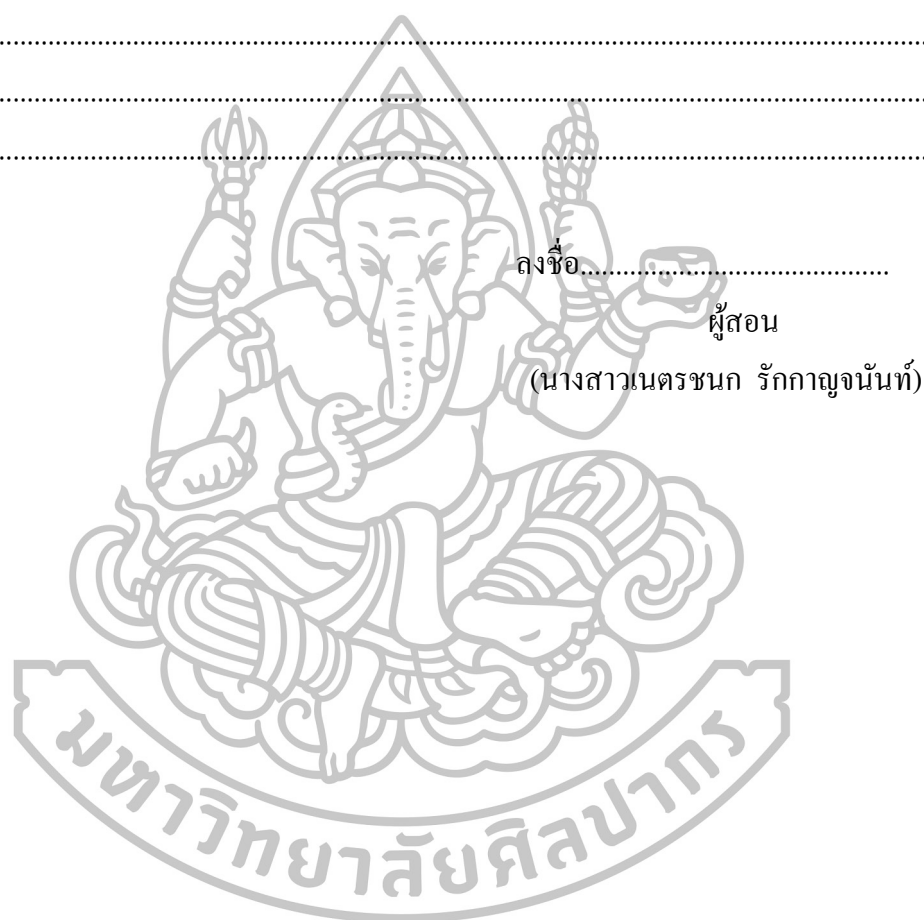 ....................................................................................................................................
....................................................................................................................................
....................................................................................................................................
ลงชื่อ...........................................
ผู้สอน
(นางสาวเนตรชนก รักกาญจนันท์)
มหาวิทยาลัยศิลปากร